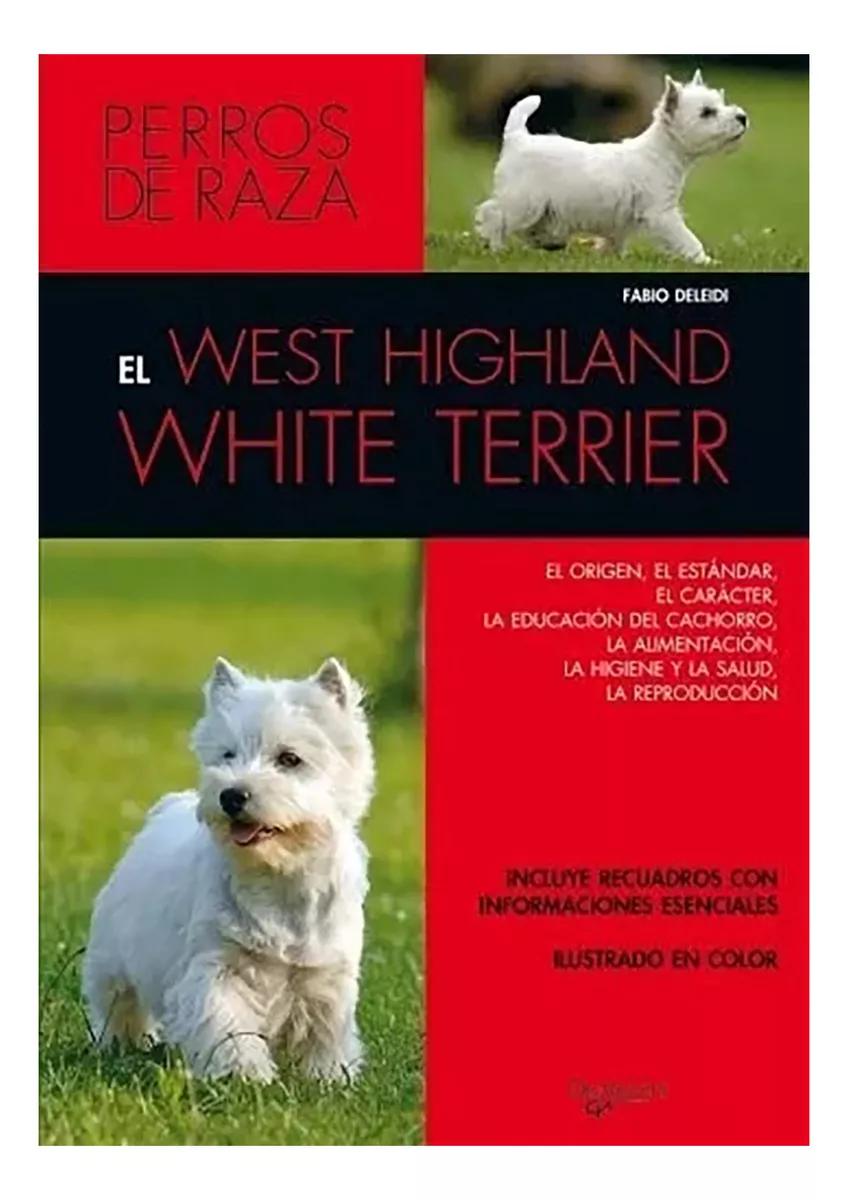 PERROS
DE RAZA
FABIO DELEIDI
EL WEST HIGHLAND
WHITE TERRIER
EL ORIGEN, EL ESTÁNDAR,
EL CARÁCTER,
LA EDUCACIÓN DEL CACHORRO,
LA ALIMENTACIÓN,
LA HIGIENE Y LA SALUD,
LA REPRODUCCIÓN
INCLUYE RECUADROS CON
INFORMACIONES ESENCIALES
ILUSTRADO EN COLOR